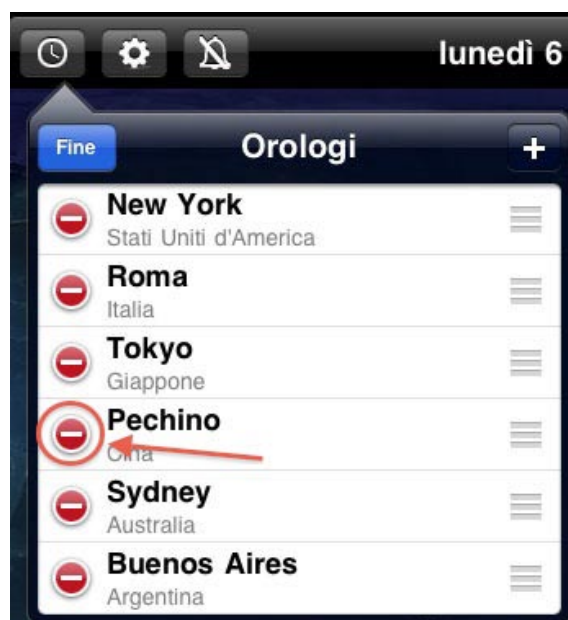 lunedì 6
Fine
Orologi
New York
Stati Uniti d'America
Roma
Italia
Tokyo
Giappone
Pechino
Cina
Sydney
Australia
Buenos Aires
Argentina